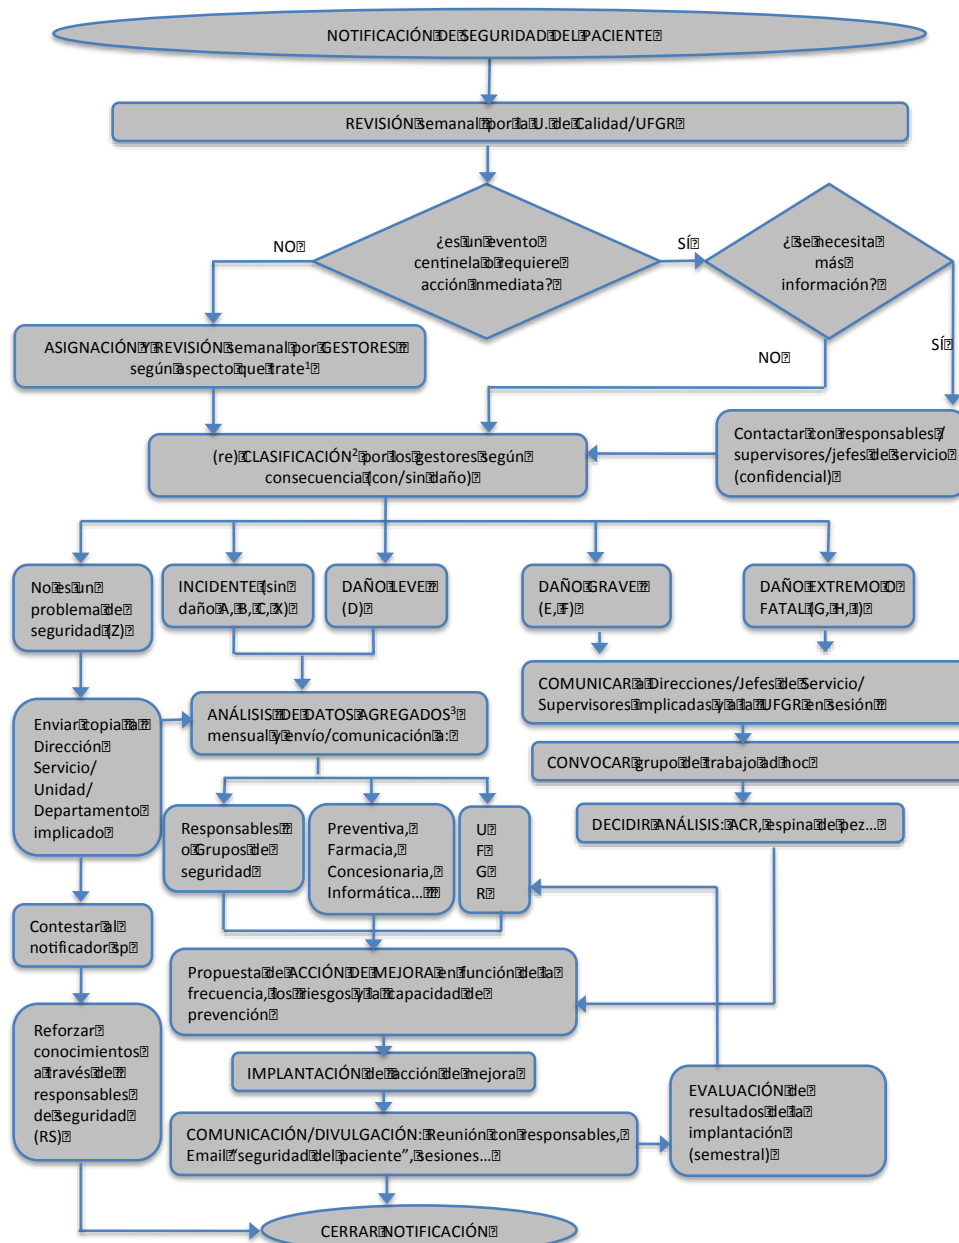 NOTIFICACIÓN DE SEGURIDAD DEL PACIENTE
REVISIÓN semanal por la U. de Calidad/UFGR
¿es un evento
centinela o requiere
acción inmediata?
NO
SÍ
¿se necesita
más
información?
ASIGNACIÓN Y REVISIÓN semanal por GESTORES
según aspecto que trate¹
NO
SÍ
(re) CLASIFICACIÓN² por los gestores según
consecuencia (con/sin daño)
Contactar con responsables /
supervisores/jefes de servicio
(confidencial)
No es un
problema de
seguridad (Z)
INCIDENTE (sin
daño A, B, C, X)
DAÑO LEVE
(D)
DAÑO GRAVE
(E, F)
DAÑO EXTREMO O
FATAL (G, H, I)
COMUNICAR a Direcciones/Jefes de Servicio/
Supervisores implicadas y a la UFGR en sesión
Enviar copia a
Dirección
Servicio/
Unidad/
Departamento
implicado
ANÁLISIS DE DATOS AGREGADOS³
mensual y envío/comunicación a:
CONVOCAR grupo de trabajo ad hoc
DECIDIR ANÁLISIS: ACR, espina de pez...
Responsables
o Grupos de
seguridad
Preventiva,
Farmacia,
Concesionaria,
Informática...
U
F
G
R
Contestar al
notificador sp
Propuesta de ACCIÓN DE MEJORA en función de la
frecuencia, los riesgos y la capacidad de
prevención
Reforzar
conocimientos
a través de
responsables
de seguridad
(RS)
IMPLANTACIÓN de acción de mejora
EVALUACIÓN de
resultados de la
implantación
(semestral)
COMUNICACIÓN/DIVULGACIÓN: Reunión con responsables,
Email "seguridad del paciente", sesiones...
CERRAR NOTIFICACIÓN